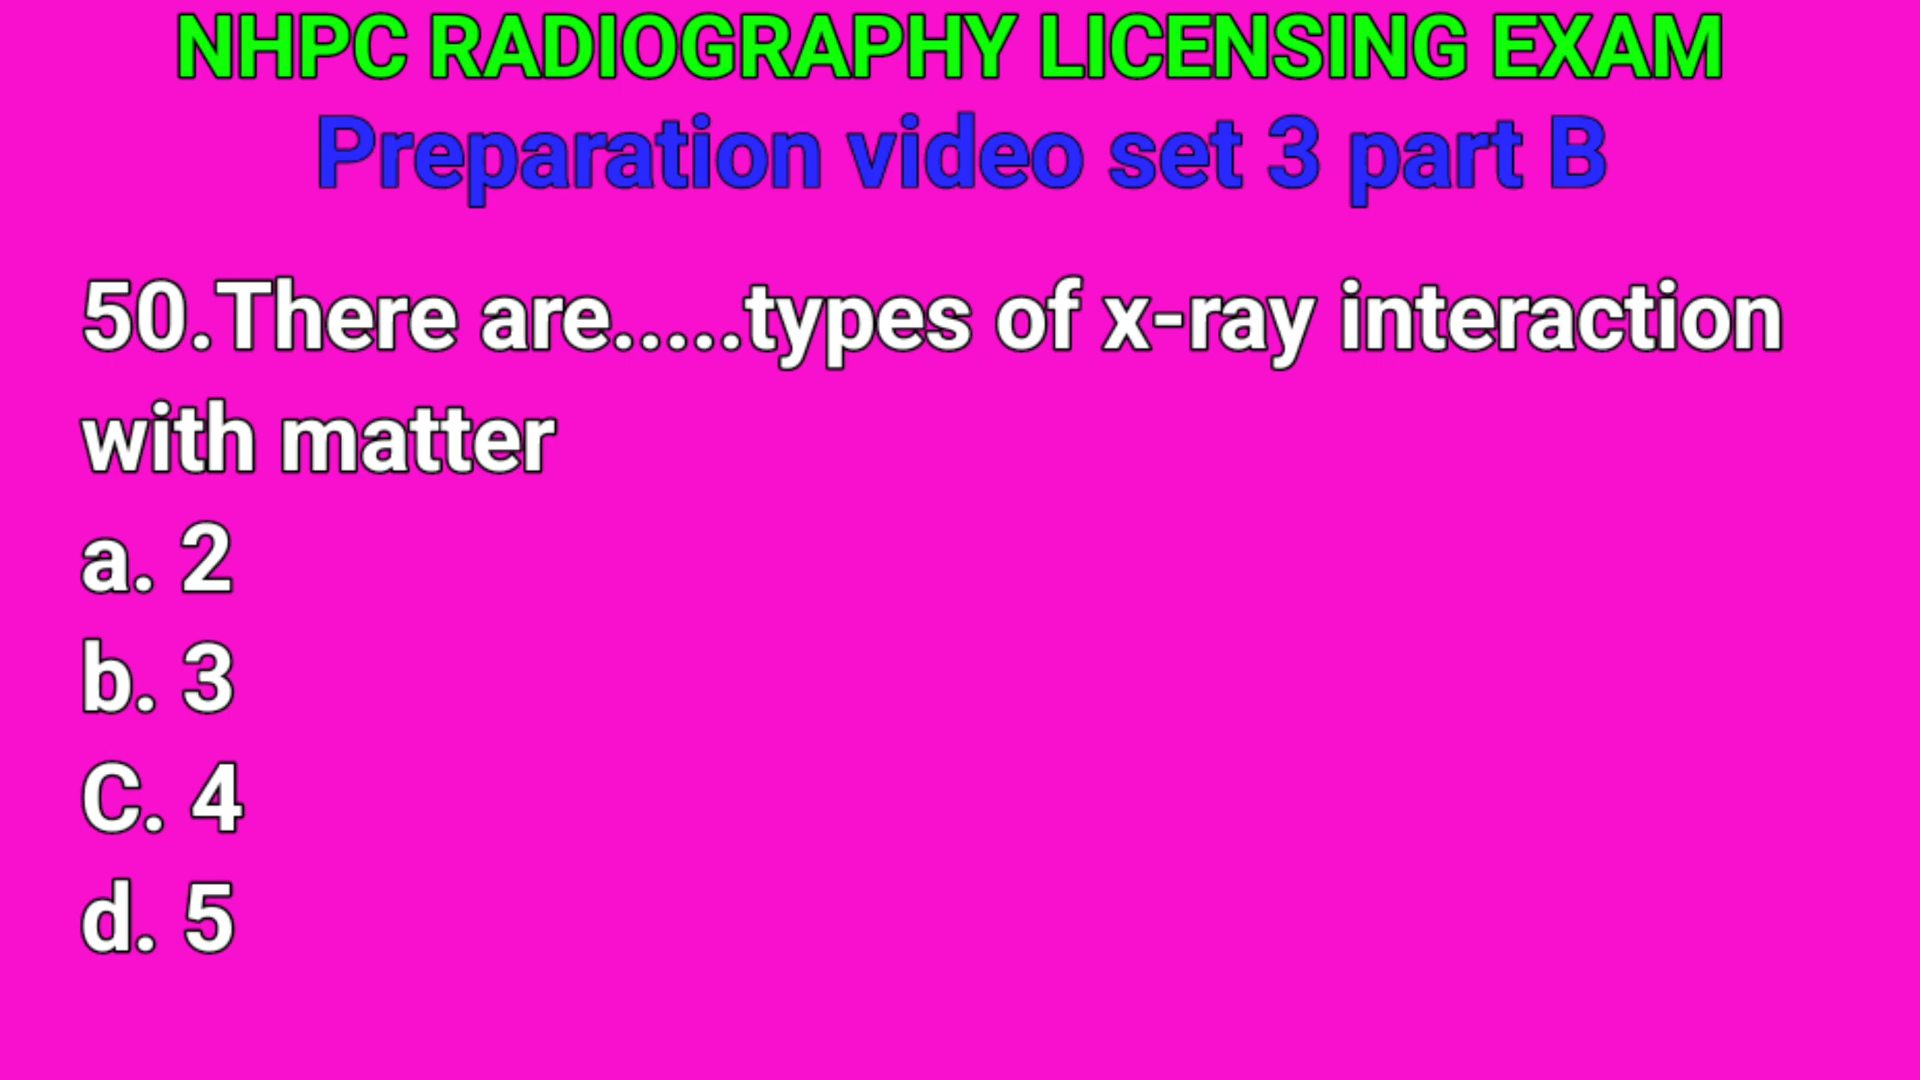 NHPC RADIOGRAPHY LICENSING EXAM
Preparation video set 3 part B
50.There are.....types of x-ray interaction
with matter
a. 2
b. 3
C. 4
d. 5